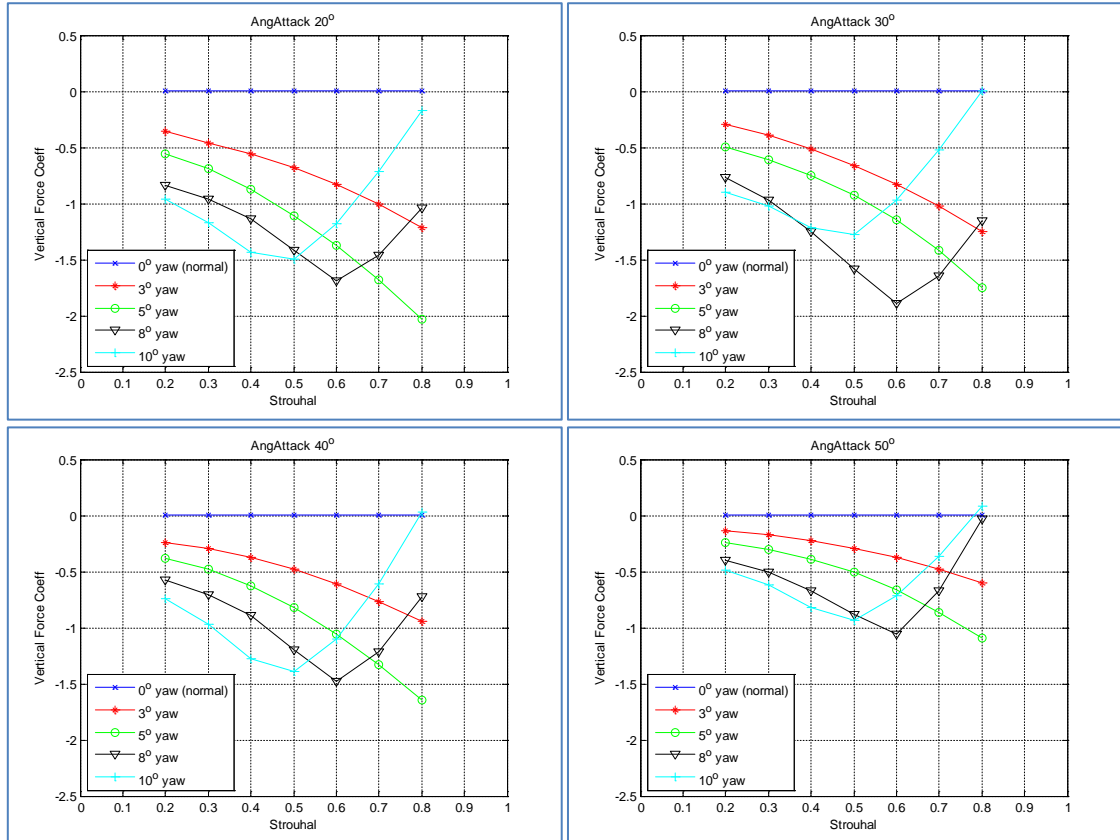 AngAttack 20°
0.5
0
-0.5
-1
-1.5
-2
-2.5
Vertical Force Coeff
0° yaw (normal)
3° yaw
5° yaw
8° yaw
10° yaw
0 0.1 0.2 0.3 0.4 0.5 0.6 0.7 0.8 0.9 1
Strouhal
AngAttack 30°
0.5
0
-0.5
-1
-1.5
-2
-2.5
Vertical Force Coeff
0° yaw (normal)
3° yaw
5° yaw
8° yaw
10° yaw
0 0.1 0.2 0.3 0.4 0.5 0.6 0.7 0.8 0.9 1
Strouhal
AngAttack 40°
0.5
0
-0.5
-1
-1.5
-2
-2.5
Vertical Force Coeff
0° yaw (normal)
3° yaw
5° yaw
8° yaw
10° yaw
0 0.1 0.2 0.3 0.4 0.5 0.6 0.7 0.8 0.9 1
Strouhal
AngAttack 50°
0.5
0
-0.5
-1
-1.5
-2
-2.5
Vertical Force Coeff
0° yaw (normal)
3° yaw
5° yaw
8° yaw
10° yaw
0 0.1 0.2 0.3 0.4 0.5 0.6 0.7 0.8 0.9 1
Strouhal